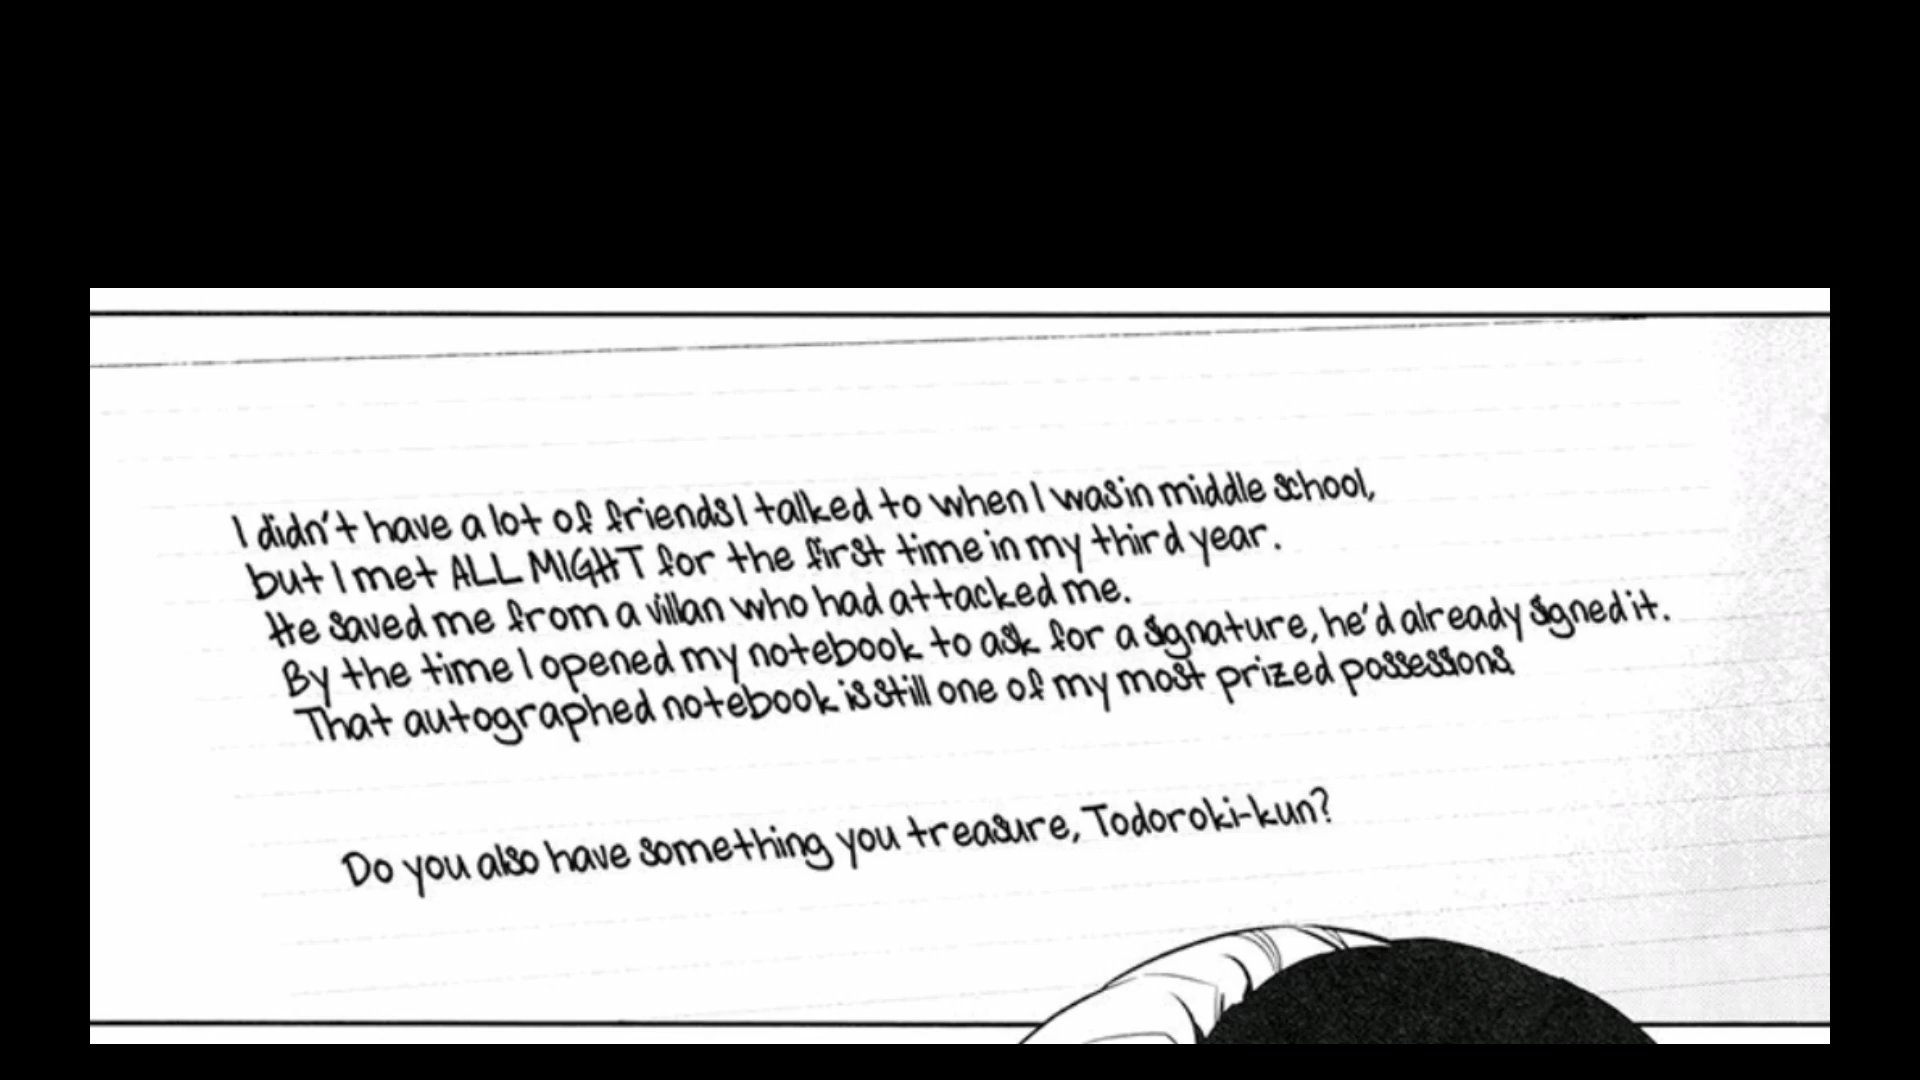 I didn't have a lot of friends I talked to when I was in middle school,
but I met ALL MIGHT for the first time in my third year.
He saved me from a villan who had attacked me.
By the time I opened my notebook to ask for a signature, he'd already signed it.
That autographed notebook is still one of my most prized possessions.
Do you also have something you treasure, Todoroki-kun?